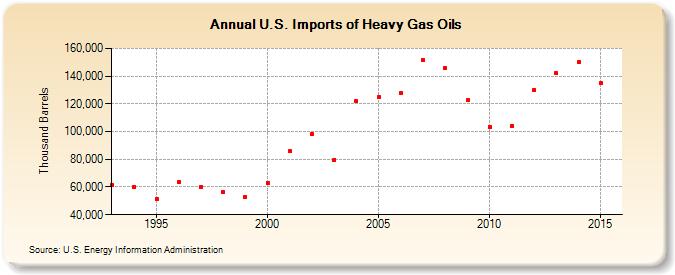 Annual U.S. Imports of Heavy Gas Oils
Thousand Barrels
160,000
140,000
120,000
100,000
80,000
60,000
40,000
1995 2000 2005 2010 2015
Source: U.S. Energy Information Administration